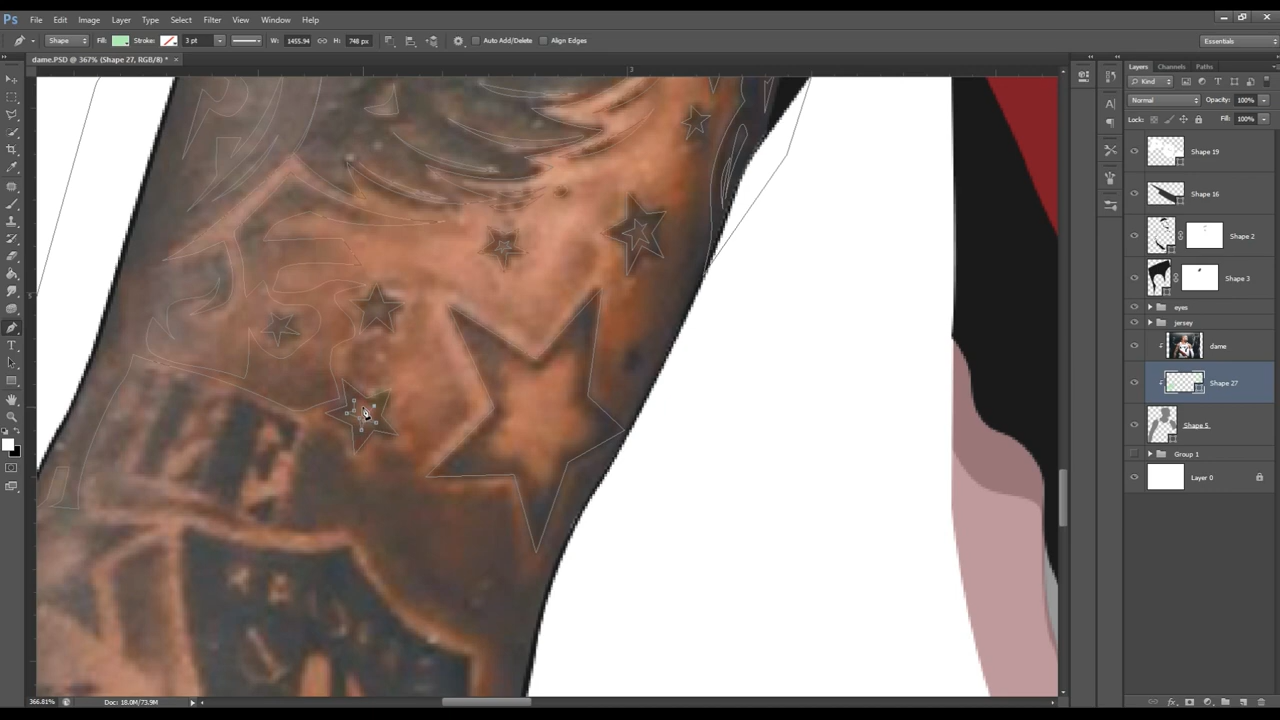 Ps File Edit Image Layer Type Select Filter View Window Help
Shape Fill: Stroke: 3 pt W: 1455.94 H: 748 px Auto Add/Delete Align Edges Essentials
dame.PSD @ 367% (Shape 27, RGB/8) * ×
3
5
Layers Channels Paths
Kind
Normal Opacity: 100%
Lock: Fill: 100%
Shape 19
Shape 16
Shape 2
Shape 3
eyes
jersey
dame
Shape 27
Shape 5
Group 1
Layer 0
366.81% Doc: 18.0M/73.9M